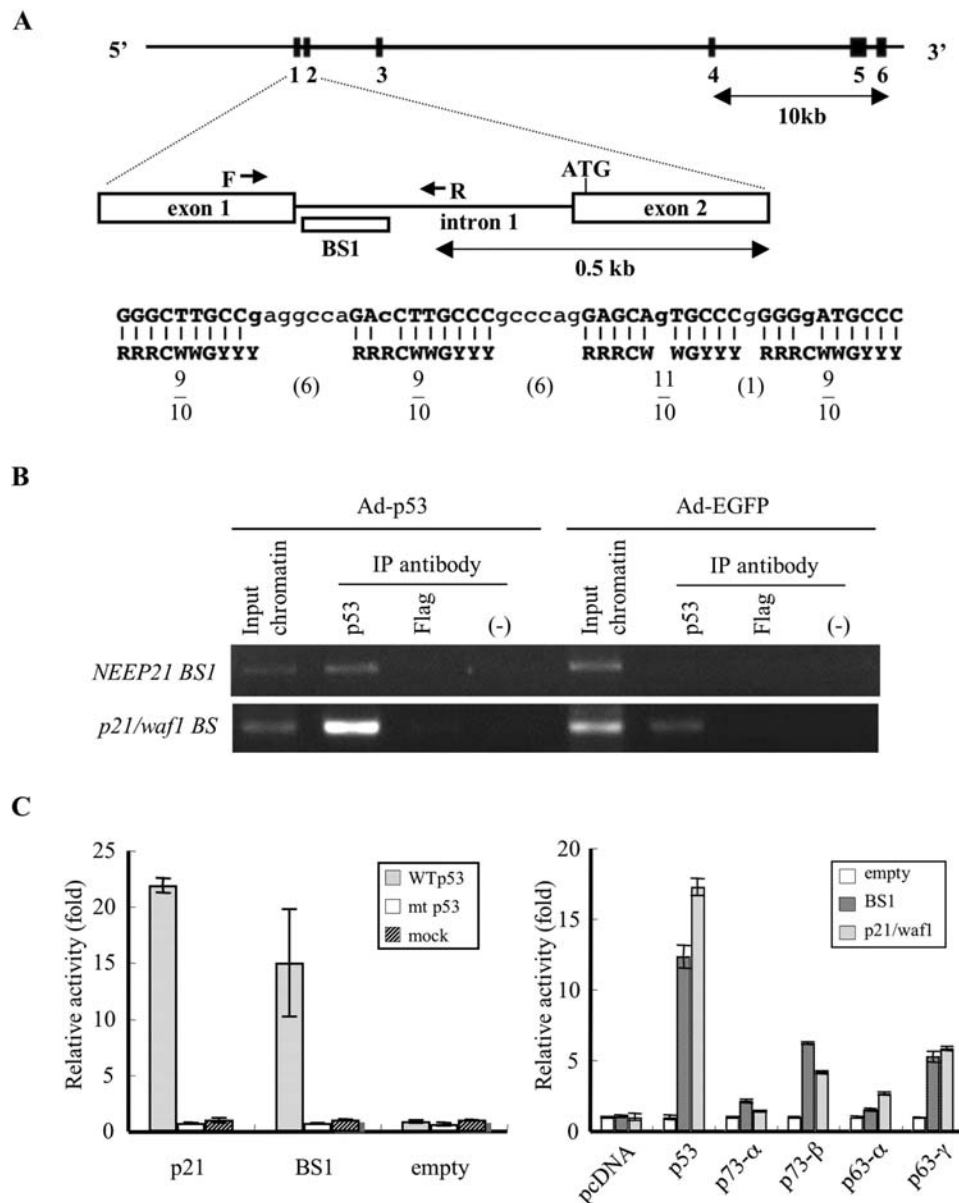 A
5’ 3’
1 2 3 4 5 6
10kb
F R ATG
exon 1 intron 1 exon 2
BS1
0.5 kb
GGGCTTGCCgaggccaGAcCTTGCCCgcccagGAGCAgTGCCCgGGGgATGCCC
RRRCWWGYYY RRRCWWGYYY RRRCW WGYYY RRRCWWGYYY
9 9 11 9
(6) (6) (1)
10 10 10 10
B
Ad-p53 Ad-EGFP
Input chromatin IP antibody p53 Flag (-) Input chromatin IP antibody p53 Flag (-)
NEEP21 BS1
p21/waf1 BS
C
Relative activity (fold)
25
20
15
10
5
0
WTp53
mt p53
mock
p21 BS1 empty
Relative activity (fold)
20
15
10
5
0
empty
BS1
p21/waf1
pcDNA p53 p73-α p73-β p63-α p63-γ